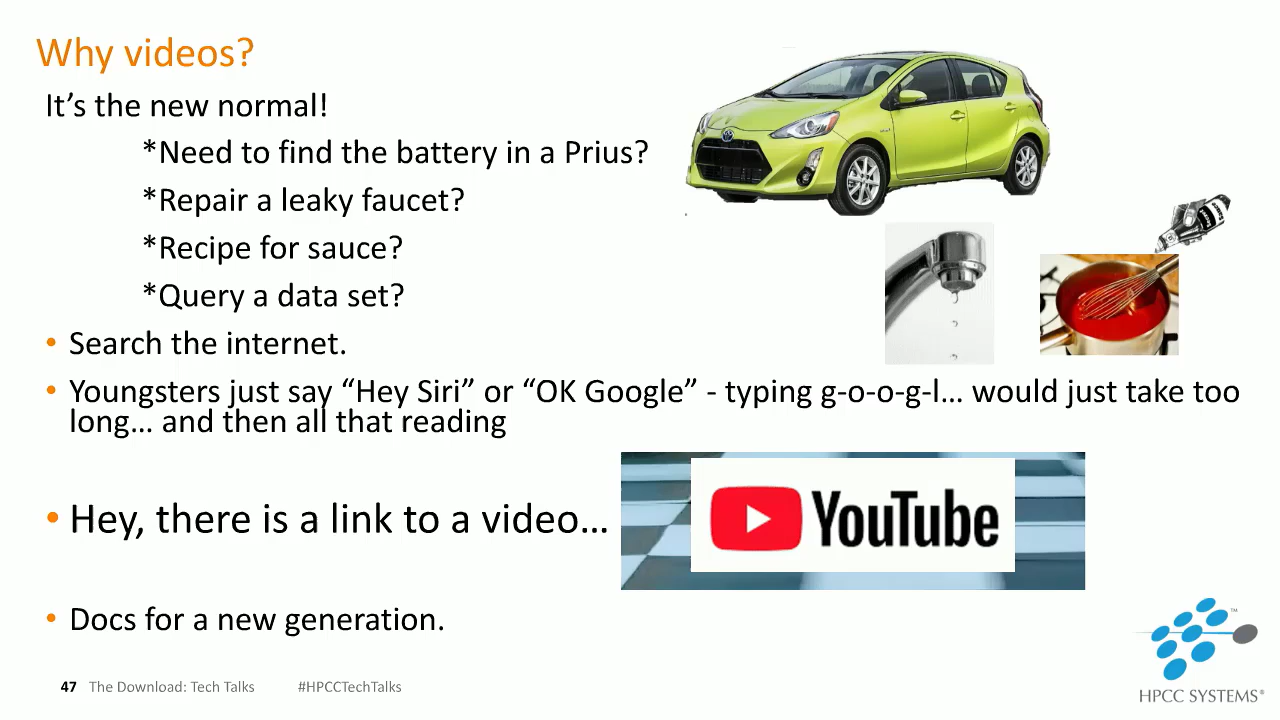 Why videos?
It’s the new normal!
*Need to find the battery in a Prius?
*Repair a leaky faucet?
*Recipe for sauce?
*Query a data set?
• Search the internet.
• Youngsters just say “Hey Siri” or “OK Google” - typing g-o-o-g-l… would just take too
long… and then all that reading
• Hey, there is a link to a video…
YouTube
• Docs for a new generation.
47 The Download: Tech Talks #HPCCTechTalks
™
HPCC SYSTEMS®